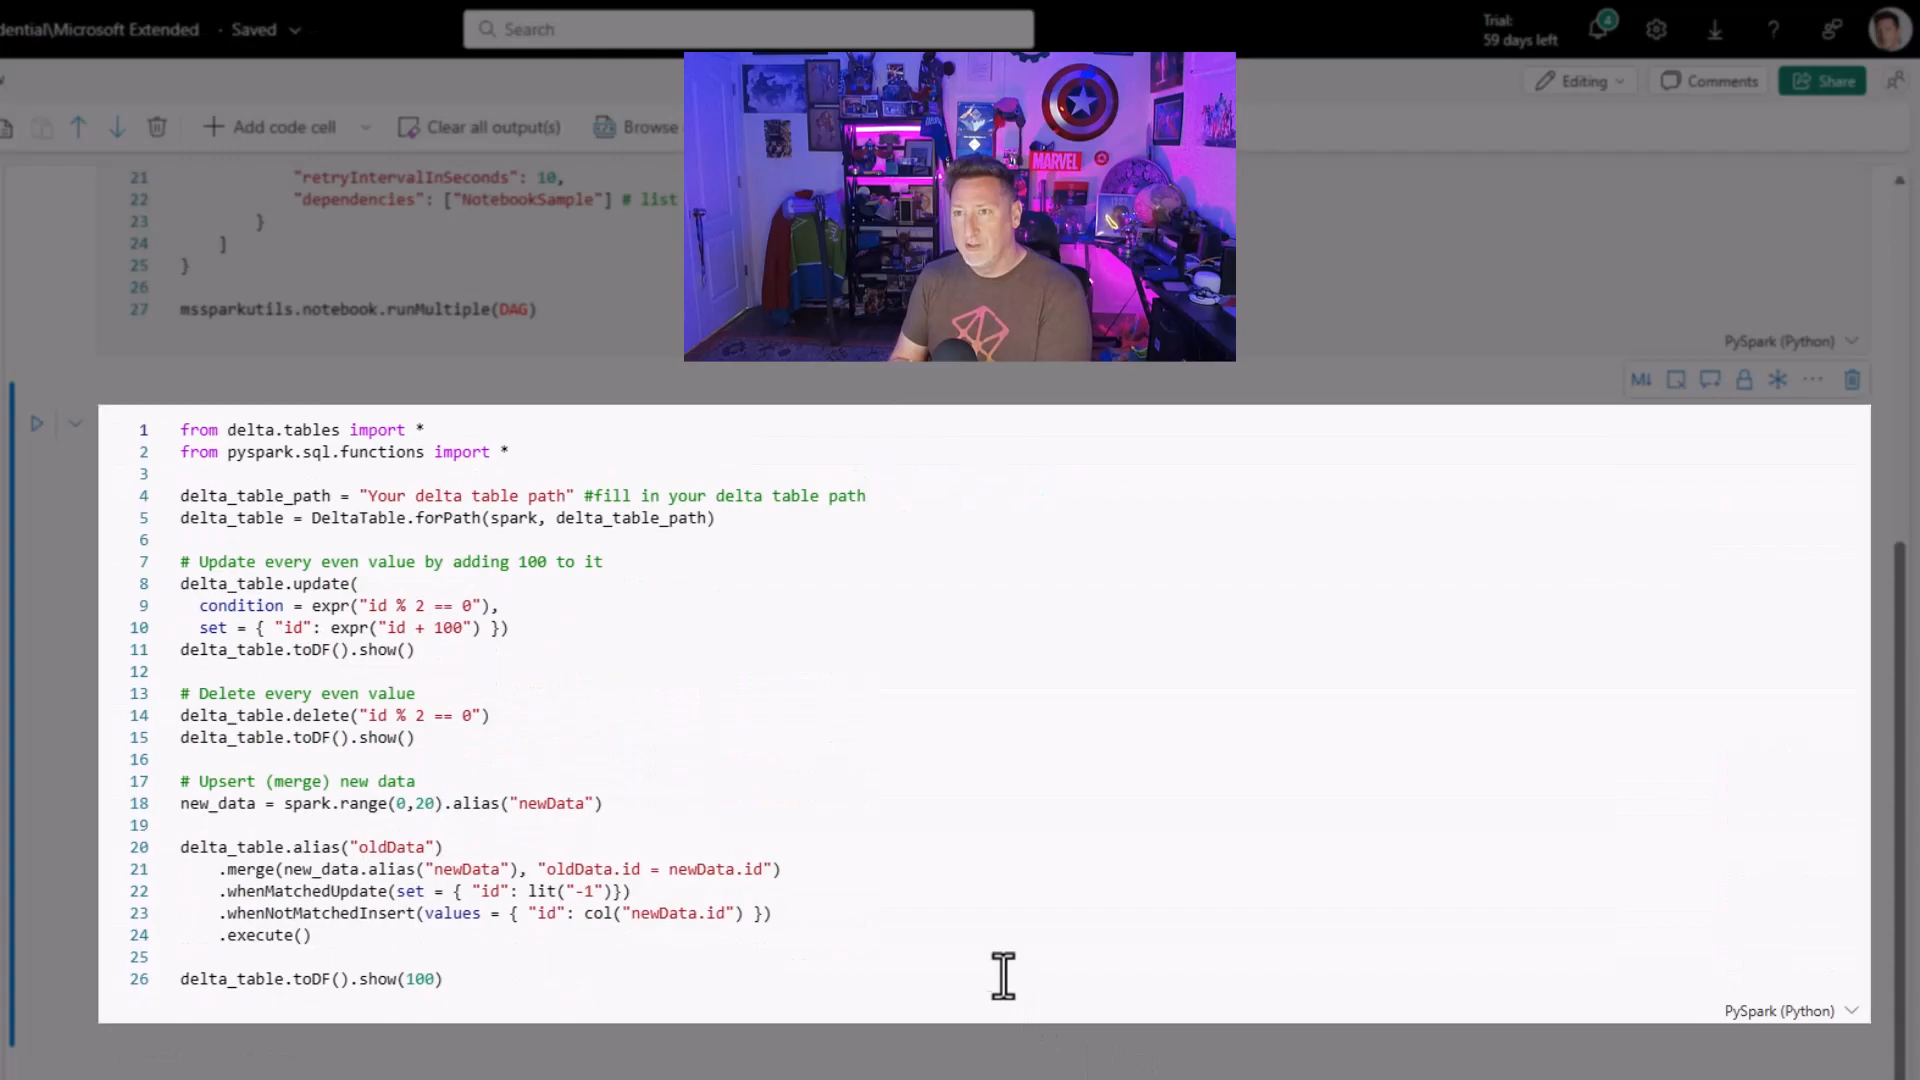 dential\Microsoft Extended · Saved
Search
Trial:
59 days left
4
?
Editing
Comments
Share
Add code cell
Clear all output(s)
Browse
MARVEL
21 "retryIntervalInSeconds": 10,
22 "dependencies": ["NotebookSample"] # list
23 }
24 ]
25 }
26
27 mssparkutils.notebook.runMultiple(DAG)
PySpark (Python)
M↓
1 from delta.tables import *
2 from pyspark.sql.functions import *
3
4 delta_table_path = "Your delta table path" #fill in your delta table path
5 delta_table = DeltaTable.forPath(spark, delta_table_path)
6
7 # Update every even value by adding 100 to it
8 delta_table.update(
9 condition = expr("id % 2 == 0"),
10 set = { "id": expr("id + 100") })
11 delta_table.toDF().show()
12
13 # Delete every even value
14 delta_table.delete("id % 2 == 0")
15 delta_table.toDF().show()
16
17 # Upsert (merge) new data
18 new_data = spark.range(0,20).alias("newData")
19
20 delta_table.alias("oldData")
21 .merge(new_data.alias("newData"), "oldData.id = newData.id")
22 .whenMatchedUpdate(set = { "id": lit("-1")})
23 .whenNotMatchedInsert(values = { "id": col("newData.id") })
24 .execute()
25
26 delta_table.toDF().show(100)
PySpark (Python)